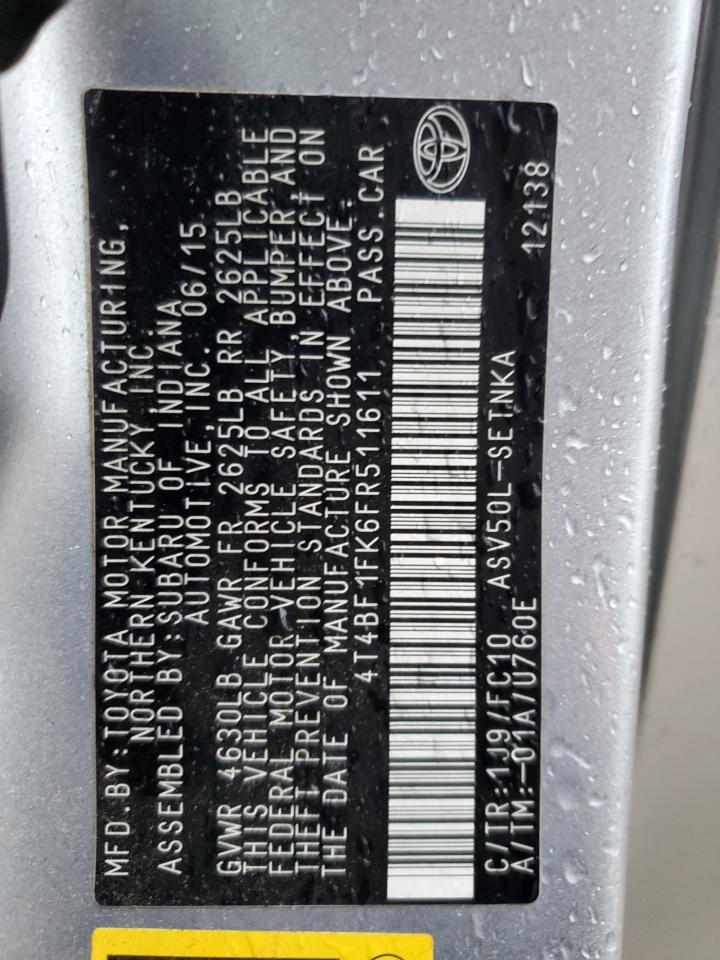 MFD.BY:TOYOTA MOTOR MANUFACTURING,
NORTHERN KENTUCKY INC.
ASSEMBLED BY:SUBARU OF INDIANA
AUTOMOTIVE,INC. 06/15
GVWR 4630LB GAWR FR 2625LB RR 2625LB
THIS VEHICLE CONFORMS TO ALL APPLICABLE
FEDERAL MOTOR VEHICLE SAFETY,BUMPER AND
THEFT PREVENTION STANDARDS IN EFFECT ON
THE DATE OF MANUFACTURE SHOWN ABOVE.
4T4BF1FK6FR511611 PASS.CAR
C/TR:1J9/FC10 ASV50L-SETNKA
A/TM:-01A/U760E 12138